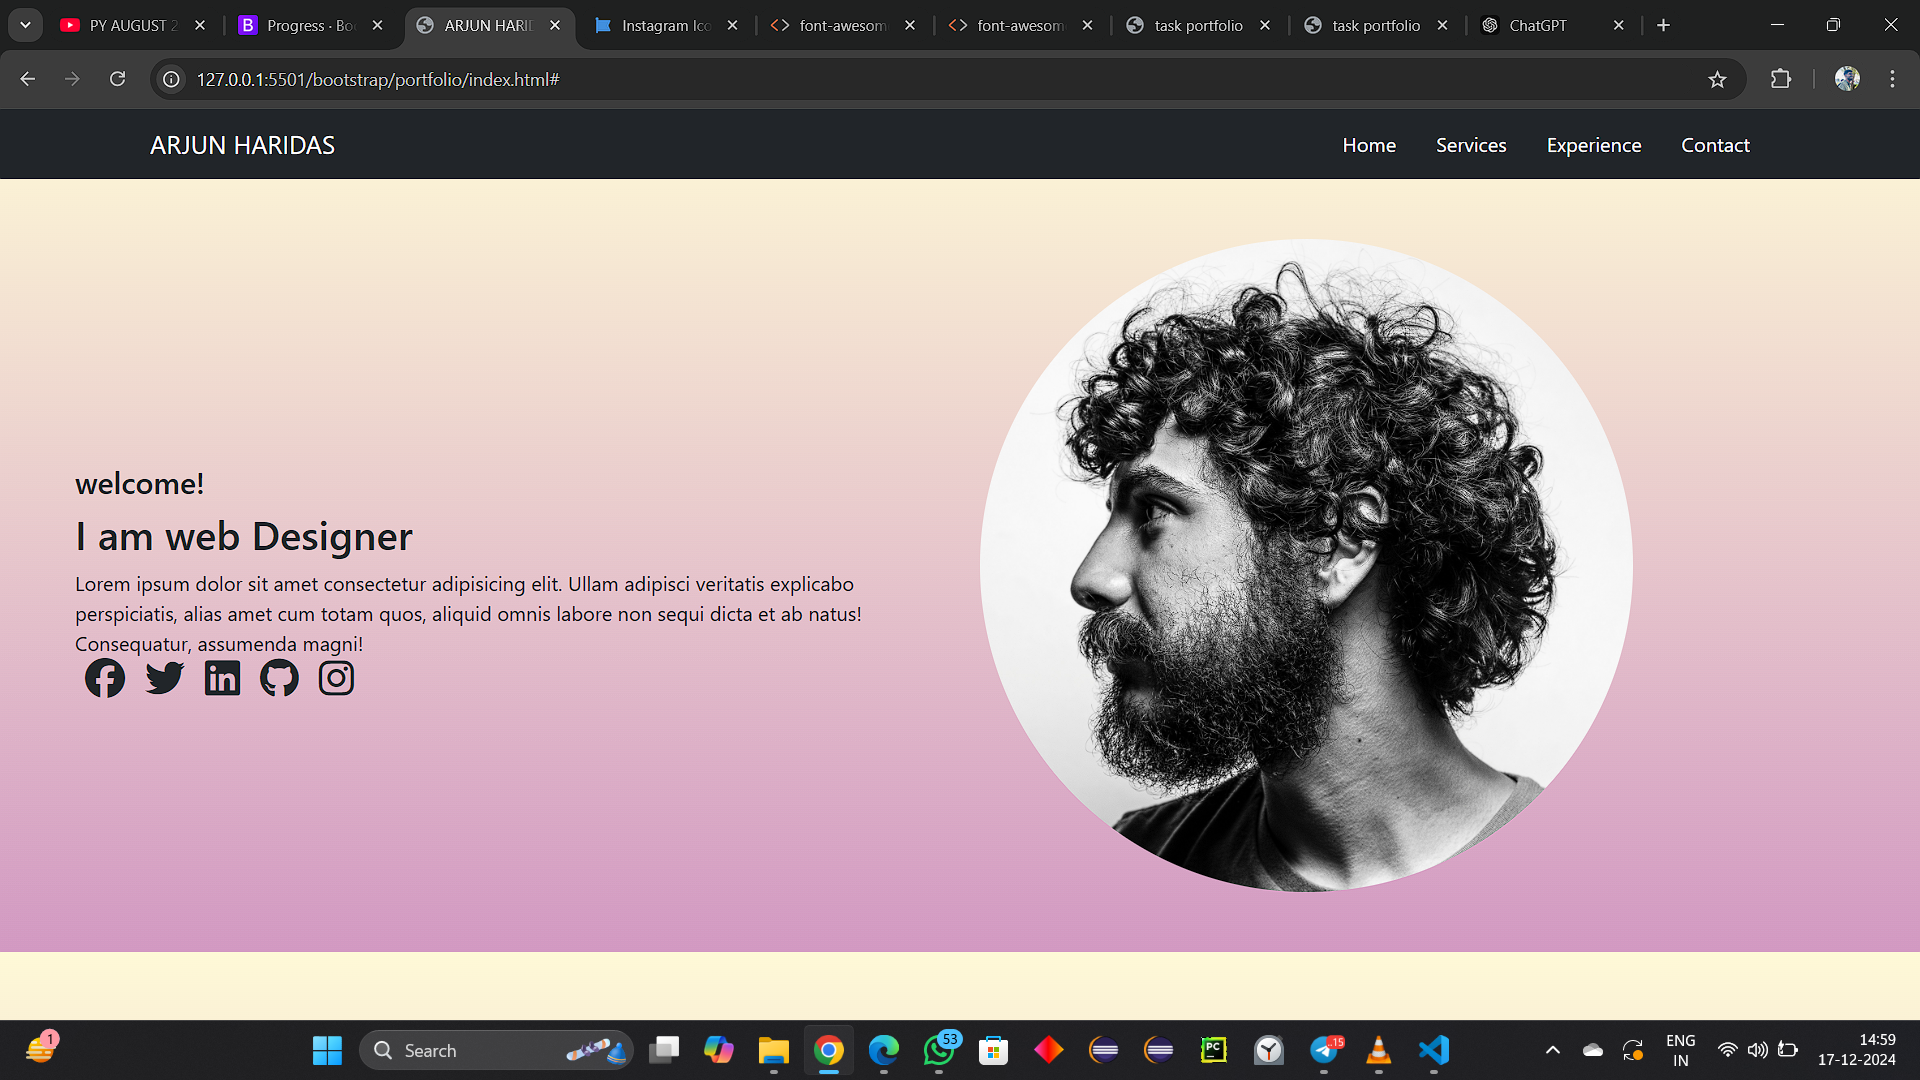 PY AUGUST 2
Progress · Bo
ARJUN HARID
Instagram Ico
font-awesom
font-awesom
task portfolio
task portfolio
ChatGPT
127.0.0.1:5501/bootstrap/portfolio/index.html#
ARJUN HARIDAS
Home
Services
Experience
Contact
welcome!
I am web Designer
Lorem ipsum dolor sit amet consectetur adipisicing elit. Ullam adipisci veritatis explicabo
perspiciatis, alias amet cum totam quos, aliquid omnis labore non sequi dicta et ab natus!
Consequatur, assumenda magni!
1
Search
53
PC
..15
ENG
IN
14:59
17-12-2024